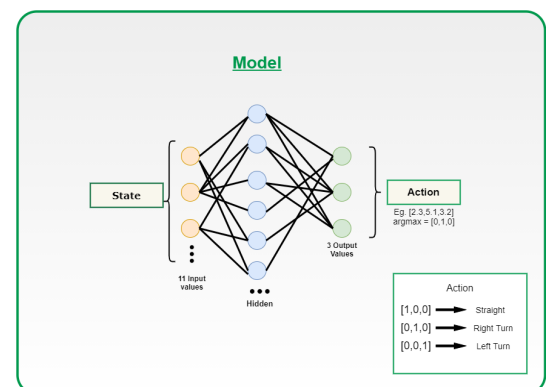 Model
State
Action
Eg. [2.3,5.1,3.2]
argmax = [0,1,0]
3 Output
Values
11 Input
values
Hidden
Action
[1,0,0] Straight
[0,1,0] Right Turn
[0,0,1] Left Turn